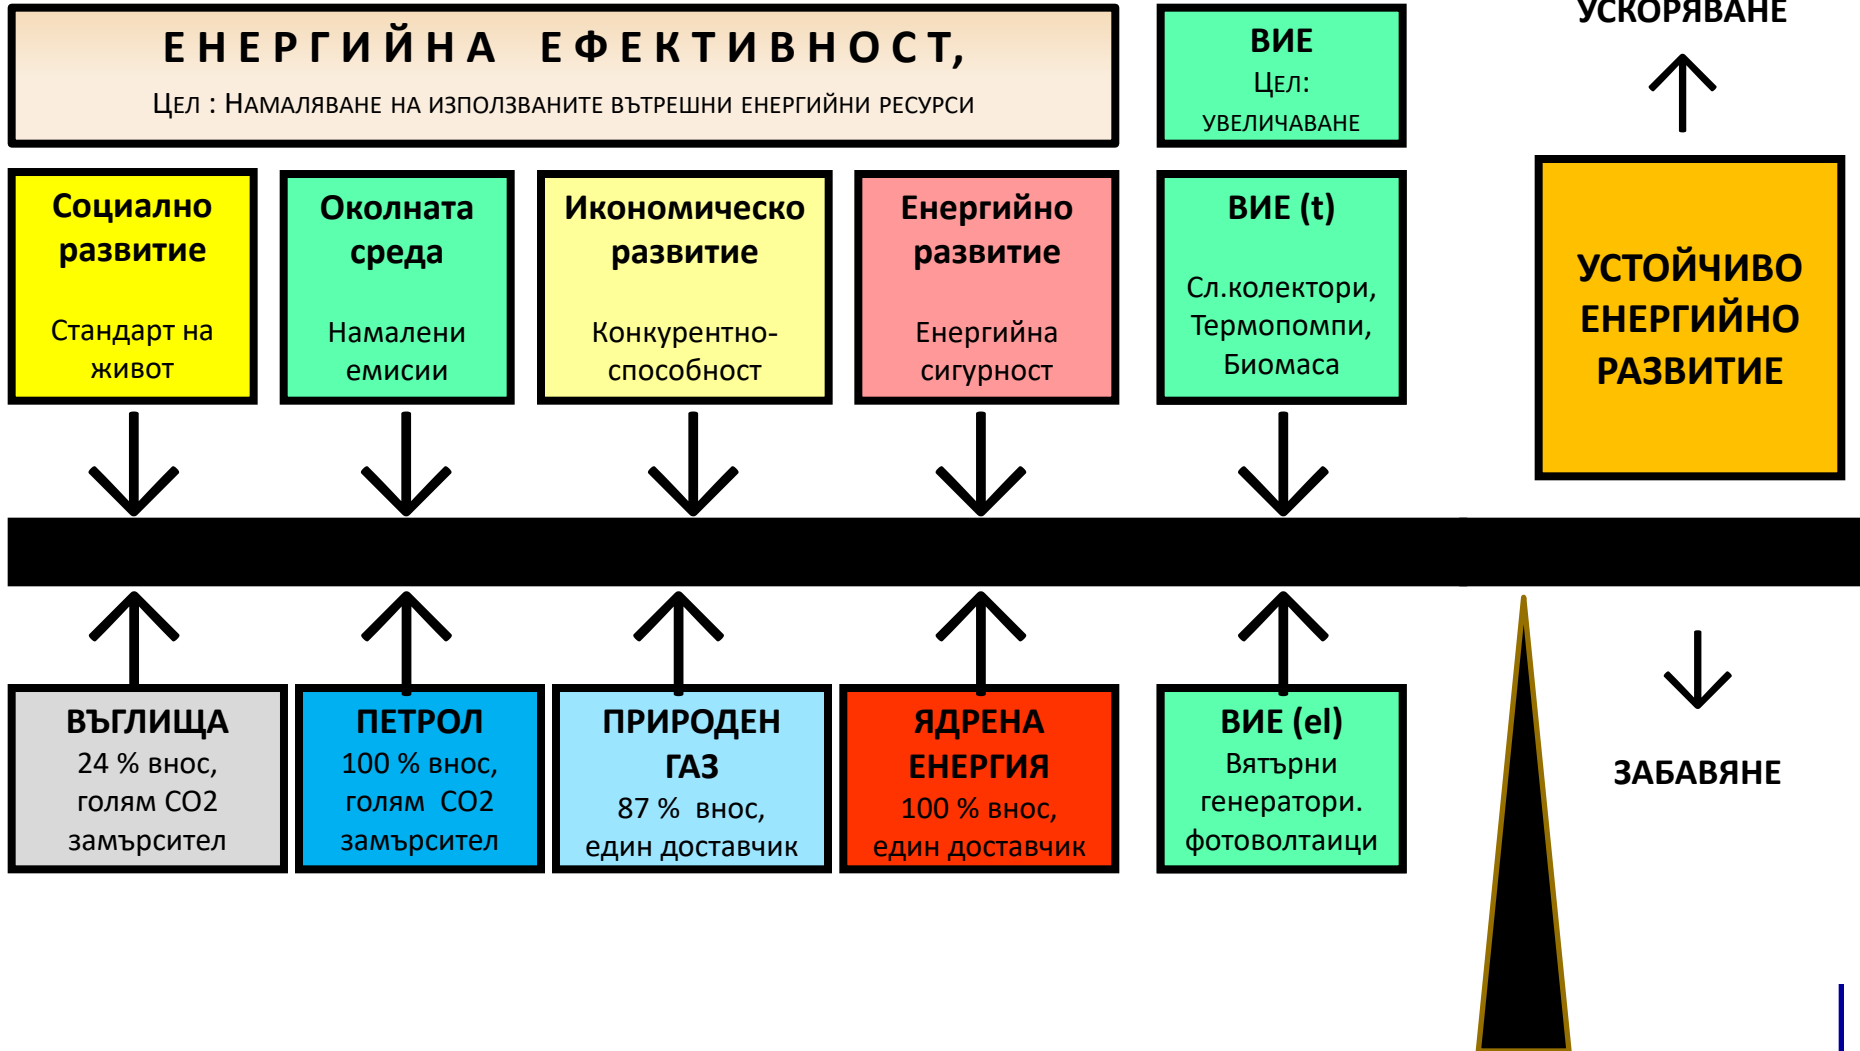 ЕНЕРГИЙНА ЕФЕКТИВНОСТ,
Цел : Намаляване на използваните вътрешни енергийни ресурси
ВИЕ
Цел:
увеличаване
УСКОРЯВАНЕ
Социално
развитие
Стандарт на
живот
Околната
среда
Намалени
емисии
Икономическо
развитие
Конкурентно-
способност
Енергийно
развитие
Енергийна
сигурност
ВИЕ (t)
Сл.колектори,
Термопомпи,
Биомаса
УСТОЙЧИВО
ЕНЕРГИЙНО
РАЗВИТИЕ
ВЪГЛИЩА
24 % внос,
голям СО2
замърсител
ПЕТРОЛ
100 % внос,
голям СО2
замърсител
ПРИРОДЕН
ГАЗ
87 % внос,
един доставчик
ЯДРЕНА
ЕНЕРГИЯ
100 % внос,
един доставчик
ВИЕ (el)
Вятърни
генератори.
фотоволтаици
ЗАБАВЯНЕ